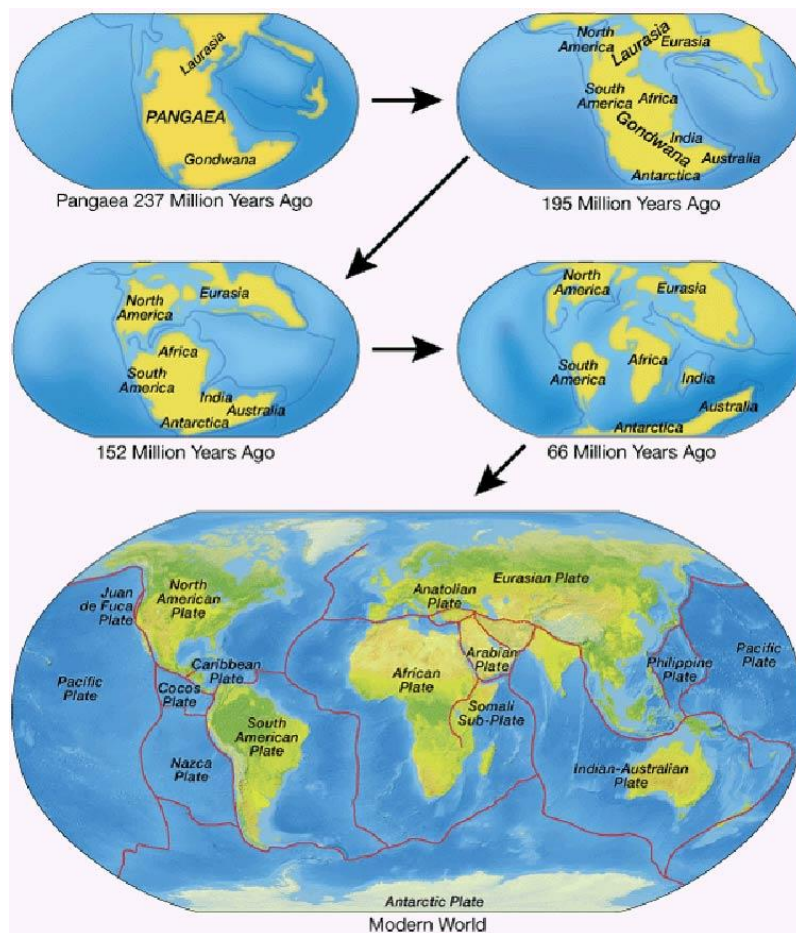 Laurasia
PANGAEA
Gondwana
Pangaea 237 Million Years Ago
North
America
Laurasia
Eurasia
South
America
Africa
Gondwana
India
Australia
Antarctica
195 Million Years Ago
North
America
Eurasia
Africa
South
America
India
Australia
Antarctica
152 Million Years Ago
North
America
Eurasia
South
America
Africa
India
Australia
Antarctica
66 Million Years Ago
Juan
de Fuca
Plate
North
American
Plate
Anatolian
Plate
Eurasian Plate
Pacific
Plate
Caribbean
Plate
Cocos
Plate
African
Plate
Arabian
Plate
Philippine
Plate
Pacific
Plate
Nazca
Plate
South
American
Plate
Somali
Sub-Plate
Indian-Australian
Plate
Antarctic Plate
Modern World